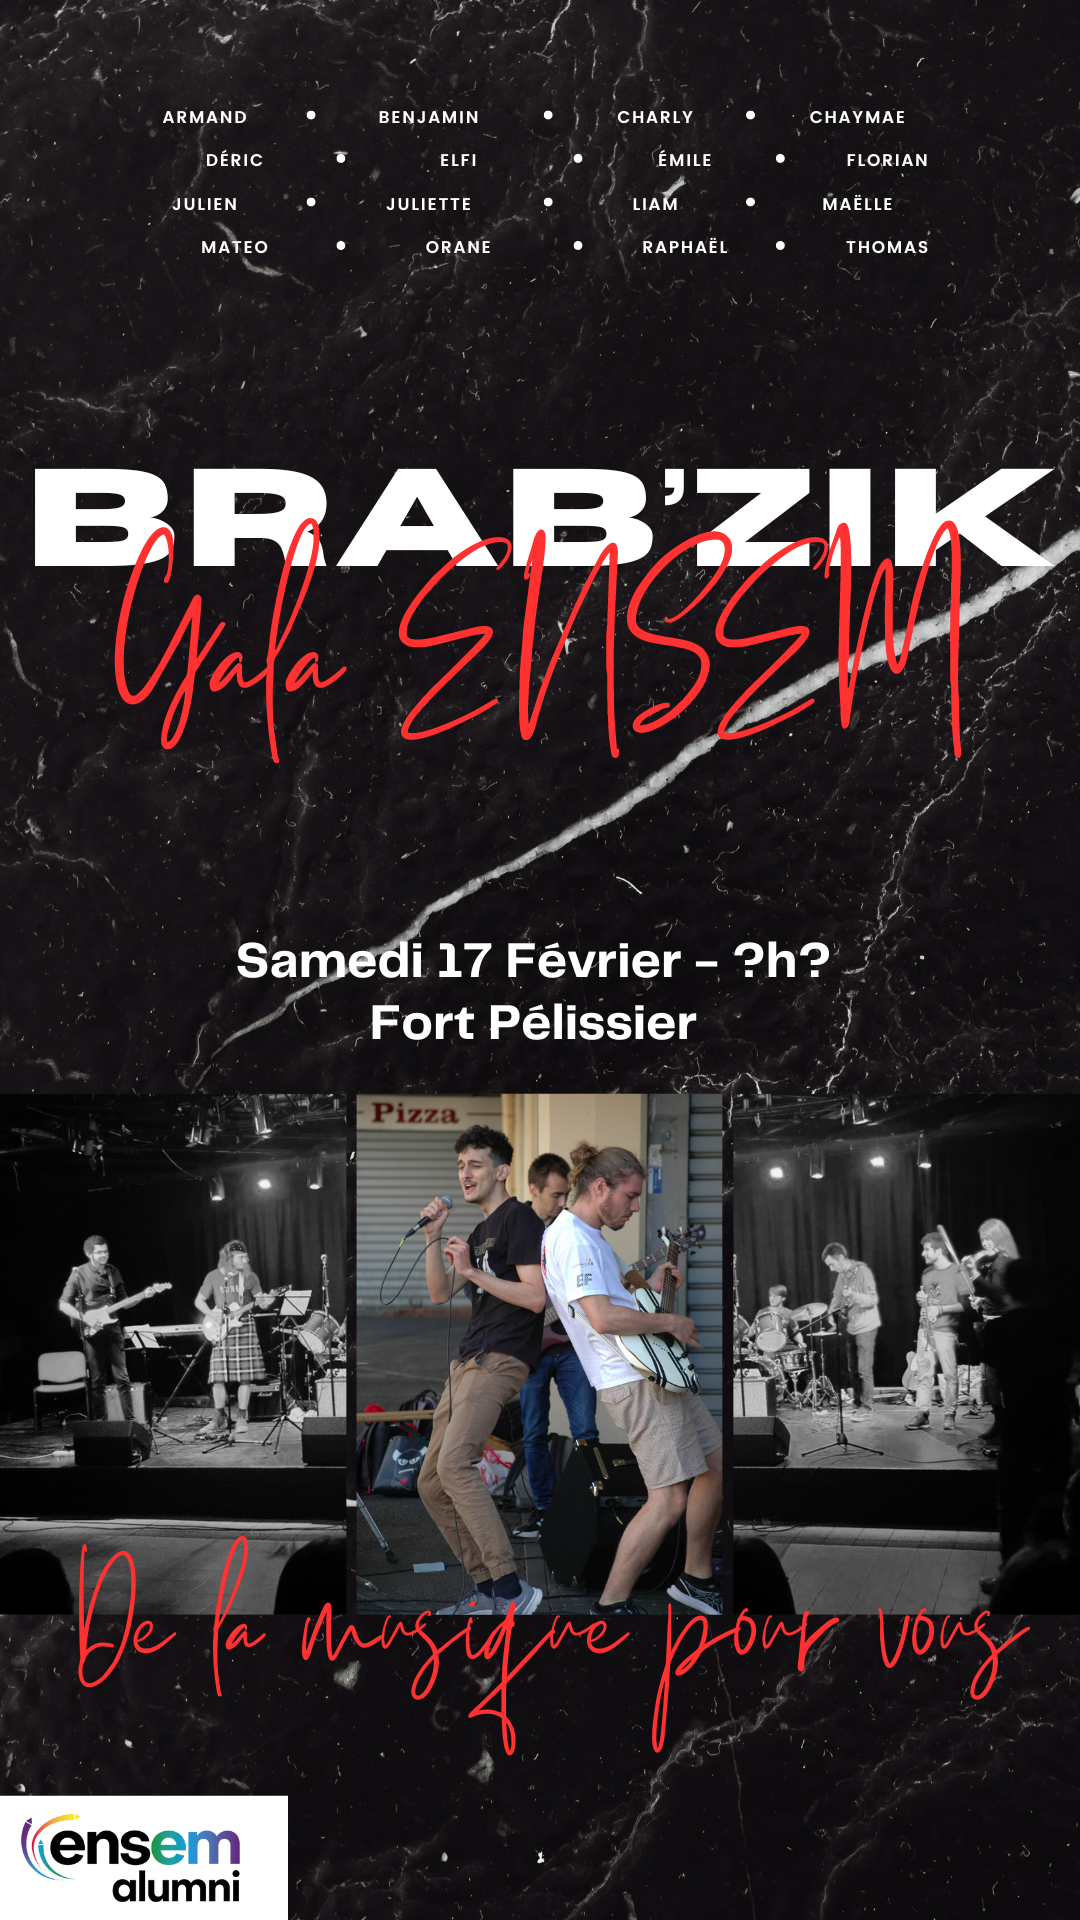 ARMAND • BENJAMIN • CHARLY • CHAYMAE
DÉRIC • ELFI • ÉMILE • FLORIAN
JULIEN • JULIETTE • LIAM • MAËLLE
MATEO • ORANE • RAPHAËL • THOMAS
BRAB’ZIK
Gala ENSEM
Samedi 17 Février - ?h?
Fort Pélissier
Pizza
De la musique pour vous
ensem
alumni